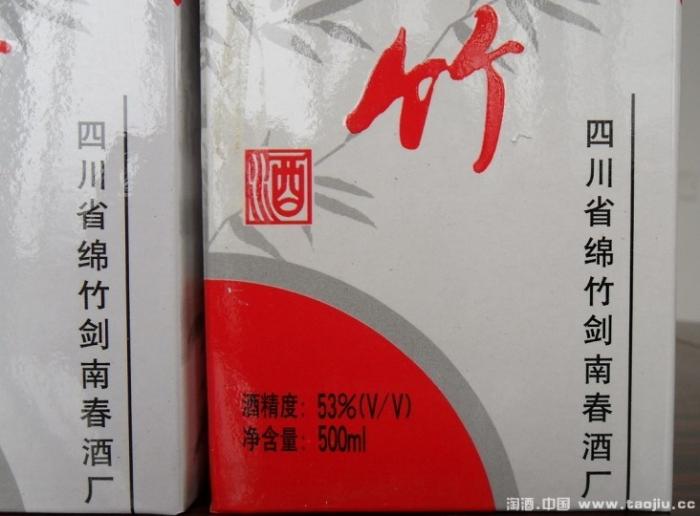 四川省绵竹剑南春酒厂
竹
酒
酒精度: 53%(V/V)
净含量: 500ml
四川省绵竹剑南春酒厂
淘酒.中国 www.taojiu.cc